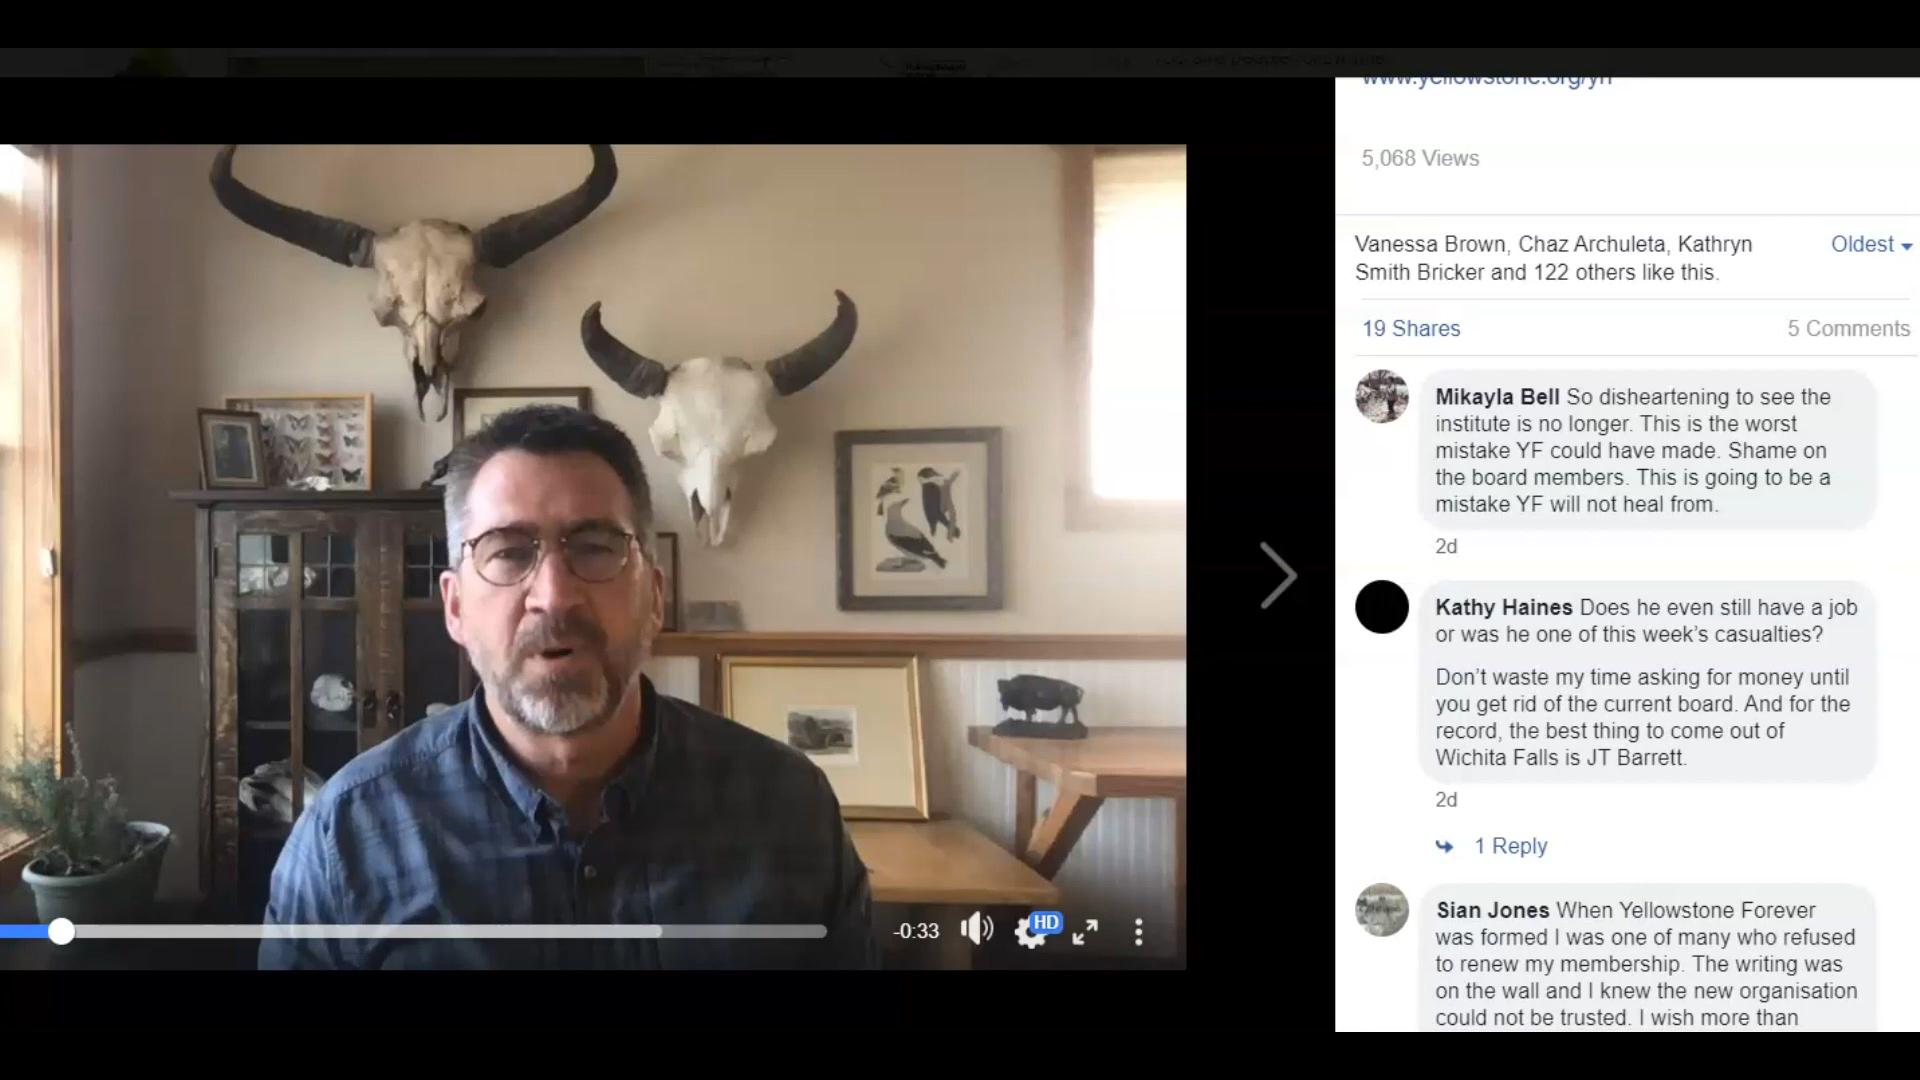 www.yellowstone.org/yf
5,068 Views
Vanessa Brown, Chaz Archuleta, Kathryn
Smith Bricker and 122 others like this.
Oldest
19 Shares
5 Comments
Mikayla Bell So disheartening to see the
institute is no longer. This is the worst
mistake YF could have made. Shame on
the board members. This is going to be a
mistake YF will not heal from.
2d
Kathy Haines Does he even still have a job
or was he one of this week’s casualties?
Don’t waste my time asking for money until
you get rid of the current board. And for the
record, the best thing to come out of
Wichita Falls is JT Barrett.
2d
1 Reply
Sian Jones When Yellowstone Forever
was formed I was one of many who refused
to renew my membership. The writing was
on the wall and I knew the new organisation
could not be trusted. I wish more than
-0:33
HD